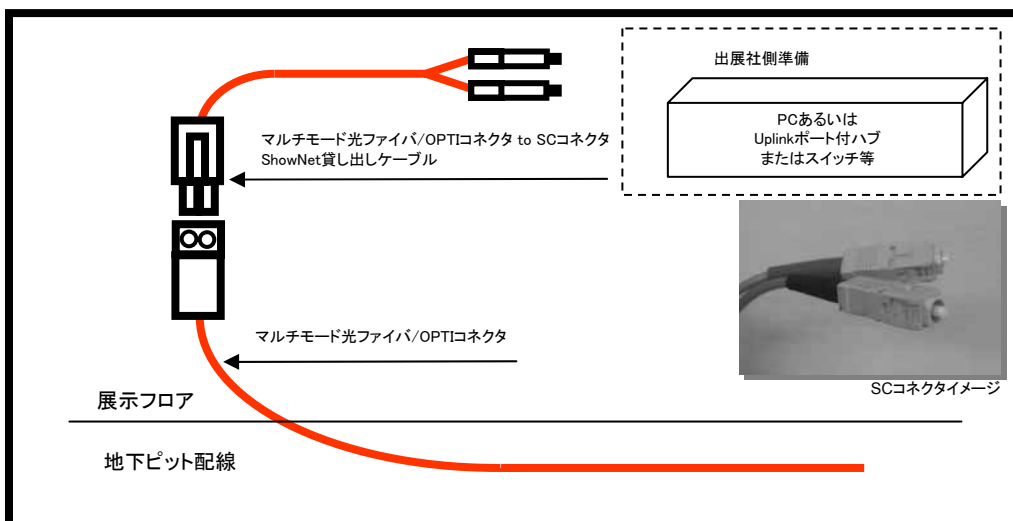 出展社側準備
PCあるいは
Uplinkポート付ハブ
またはスイッチ等
マルチモード光ファイバ/OPTIコネクタ to SCコネクタ
ShowNet貸し出しケーブル
マルチモード光ファイバ/OPTIコネクタ
SCコネクタイメージ
展示フロア
地下ピット配線